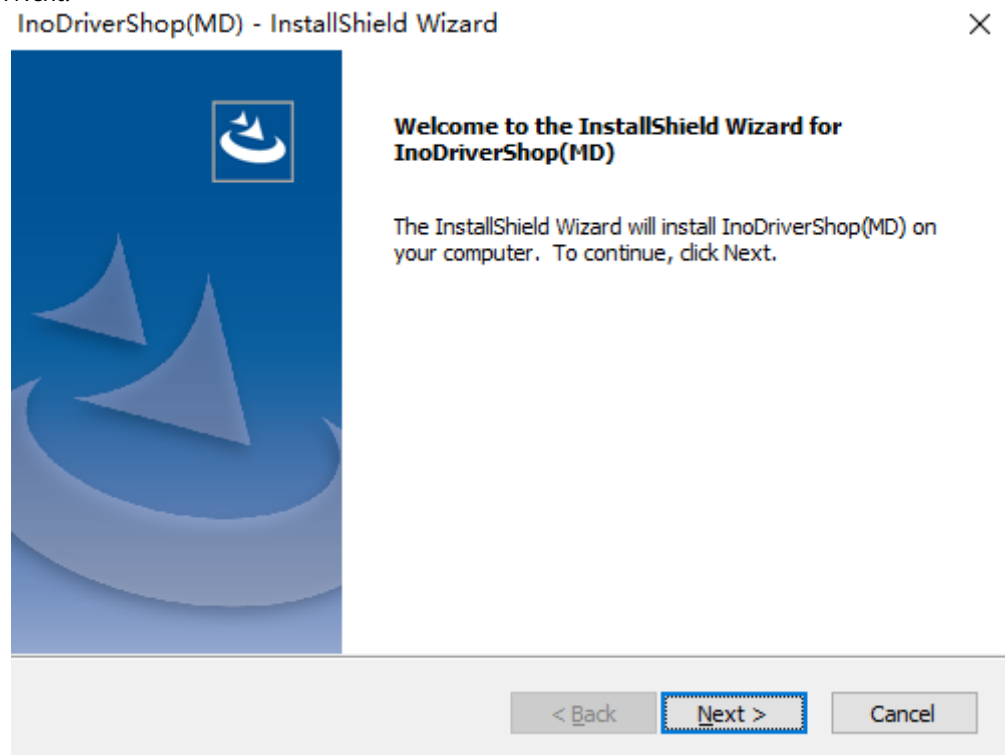 InoDriverShop(MD) - InstallShield Wizard
Welcome to the InstallShield Wizard for
InoDriverShop(MD)
The InstallShield Wizard will install InoDriverShop(MD) on
your computer. To continue, click Next.
< Back
Next >
Cancel